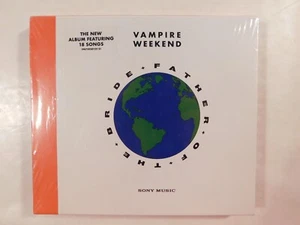 THE NEW
ALBUM FEATURING
18 SONGS
VAMPIRE
WEEKEND
FATHER · OF · THE · BRIDE ·
SONY MUSIC